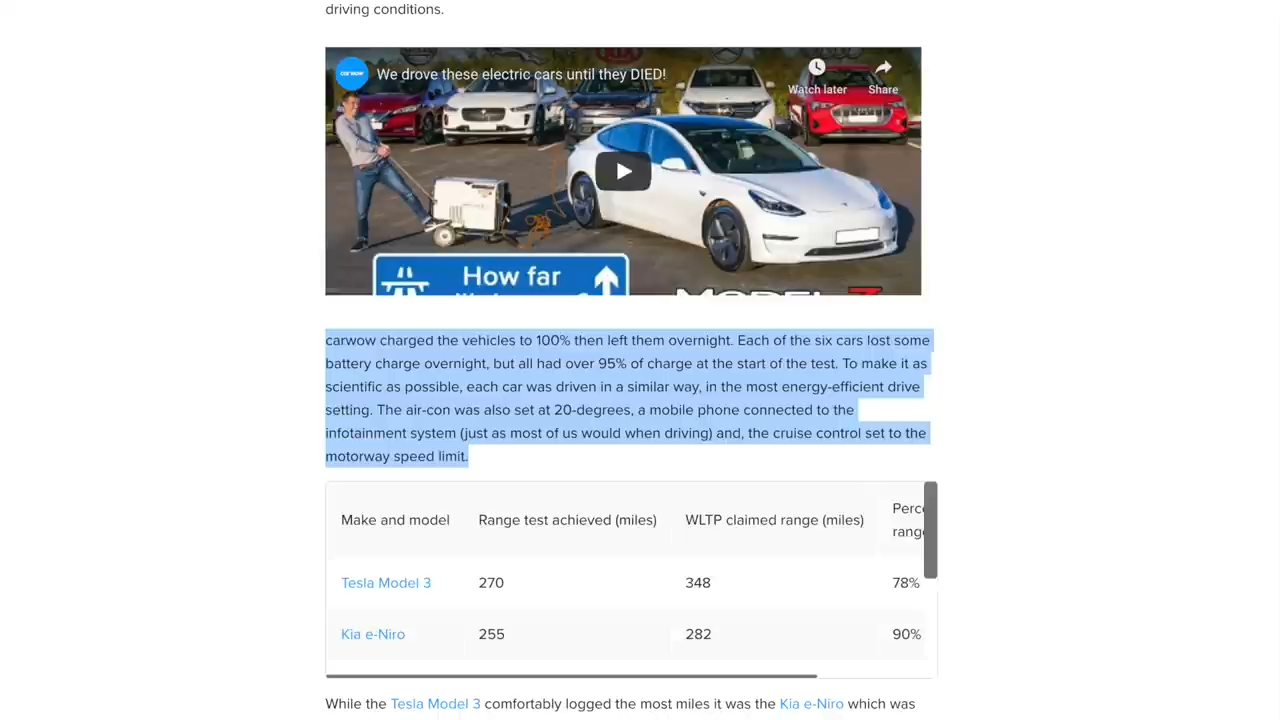 driving conditions.
carwow
We drove these electric cars until they DIED!
Watch later
Share
How far
carwow charged the vehicles to 100% then left them overnight. Each of the six cars lost some
battery charge overnight, but all had over 95% of charge at the start of the test. To make it as
scientific as possible, each car was driven in a similar way, in the most energy-efficient drive
setting. The air-con was also set at 20-degrees, a mobile phone connected to the
infotainment system (just as most of us would when driving) and, the cruise control set to the
motorway speed limit.
Make and model Range test achieved (miles) WLTP claimed range (miles) Perc
rang
Tesla Model 3 270 348 78%
Kia e-Niro 255 282 90%
While the Tesla Model 3 comfortably logged the most miles it was the Kia e-Niro which was